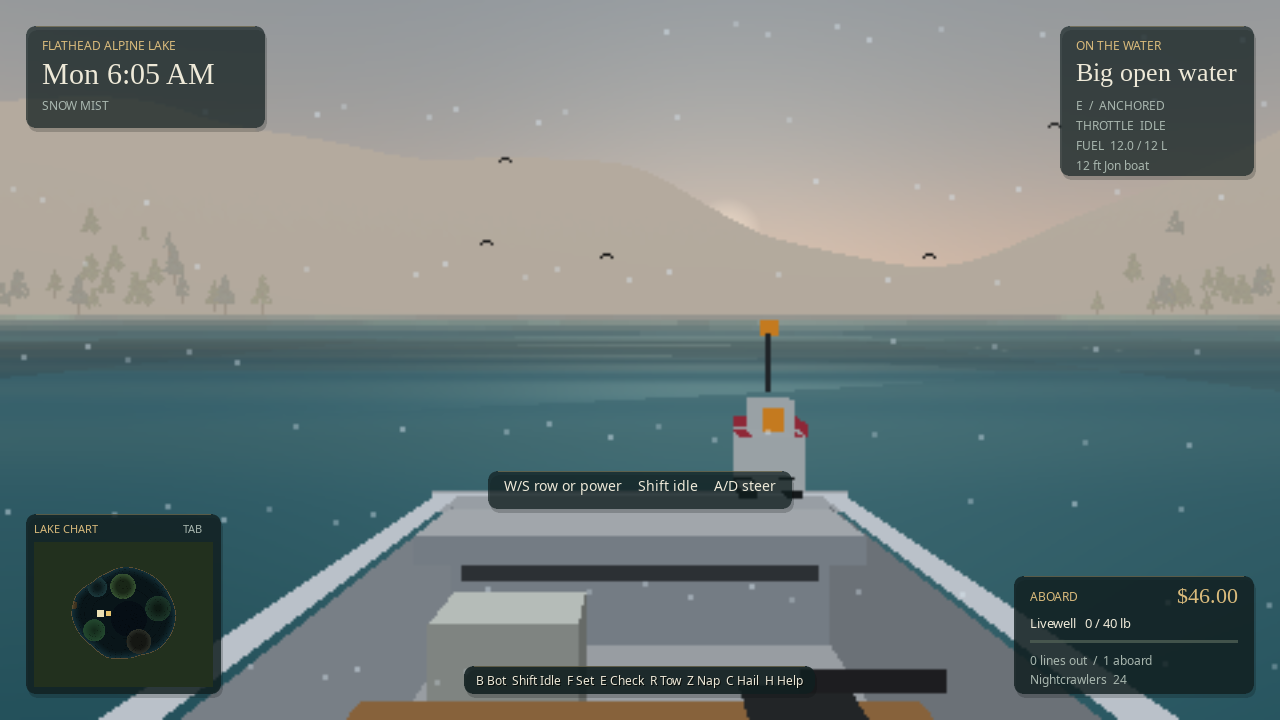 FLATHEAD ALPINE LAKE
Mon 6:05 AM
SNOW MIST
ON THE WATER
Big open water
E / ANCHORED
THROTTLE IDLE
FUEL 12.0 / 12 L
12 ft Jon boat
W/S row or power Shift idle A/D steer
LAKE CHART TAB
ABOARD $46.00
Livewell 0 / 40 lb
0 lines out / 1 aboard
Nightcrawlers 24
B Bot Shift Idle F Set E Check R Tow Z Nap C Hail H Help